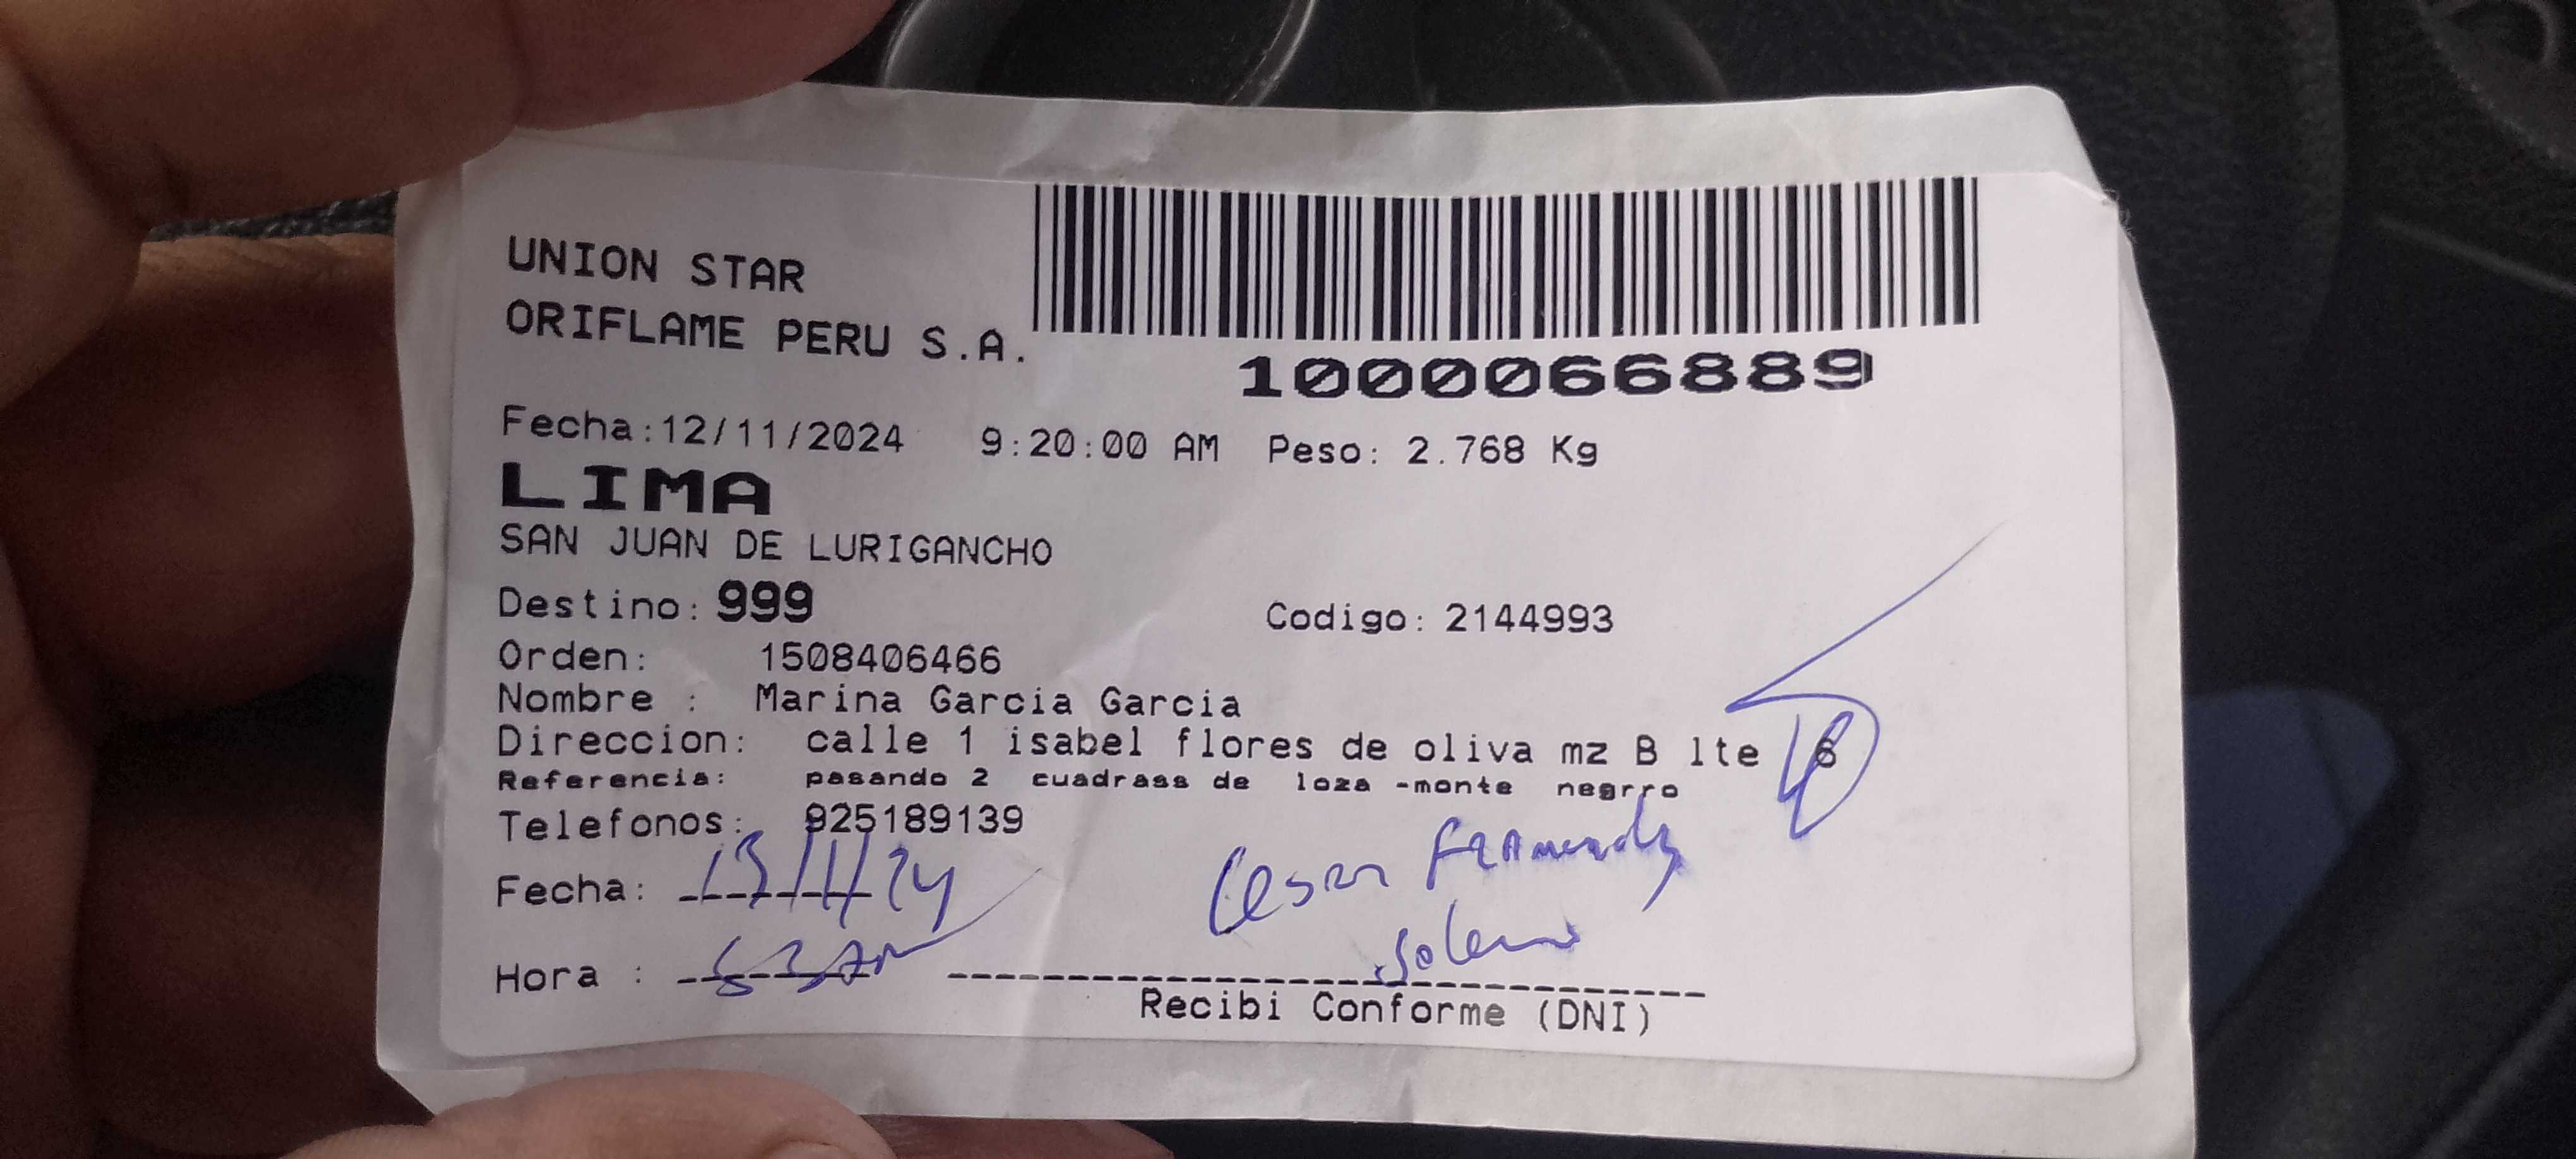 UNION STAR
ORIFLAME PERU S.A.
1000066889
Fecha:12/11/2024 9:20:00 AM Peso: 2.768 Kg
LIMA
SAN JUAN DE LURIGANCHO
Destino: 999 Codigo: 2144993
Orden: 1508406466
Nombre : Marina Garcia Garcia
Direccion: calle 1 isabel flores de oliva mz B lte 6
Referencia: pasando 2 cuadrass de loza -monte negrro
Telefonos: 925189139
Fecha: 13/11/24 Cesar
Hora :
Recibi Conforme (DNI)